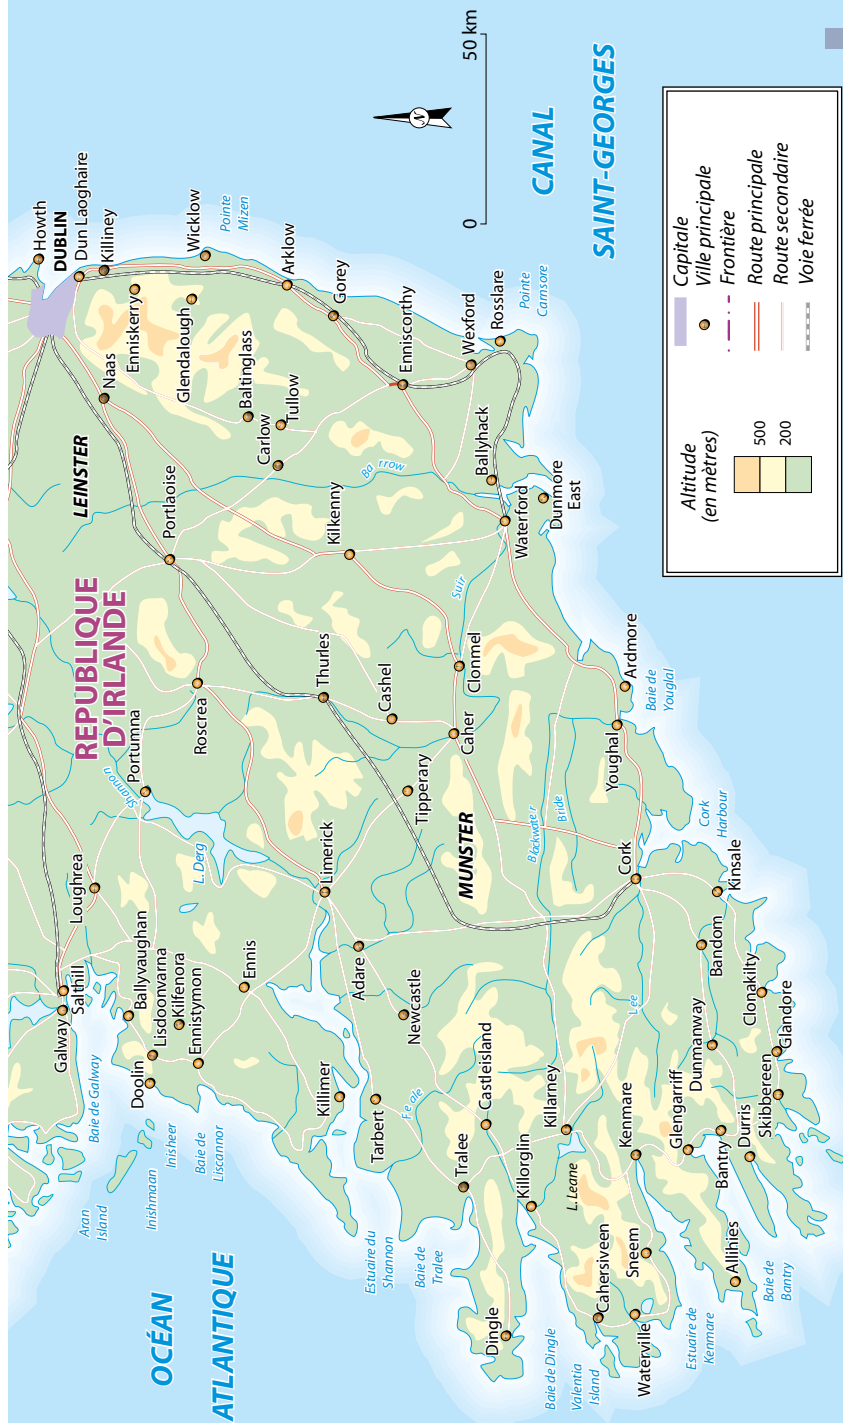 Howth
DUBLIN
Dun Laoghaire
Killiney
Wicklow
Pointe
Mizen
Enniskerry
Glendalough
Naas
Baltinglass
Tullow
Carlow
Arklow
Gorey
Enniscorthy
Wexford
Rosslare
Pointe
Carnsore
LEINSTER
Portlaoise
Barrow
Kilkenny
Ballyhack
Waterford
Dunmore
East
REPUBLIQUE
D'IRLANDE
Portumna
Shannon
Roscrea
Thurles
Cashel
Suir
Clonmel
Caher
Tipperary
Ardmore
Baie de
Youglal
Youghal
Loughrea
L. Derg
Limerick
MUNSTER
Blackwater
Bride
Cork
Cork
Harbour
Kinsale
Galway
Salthill
Ballyvaughan
Lisdoonvarna
Kilfenora
Ennistymon
Doolin
Ennis
Adare
Newcastle
Castleisland
Lee
Bandom
Clonakilty
Glandore
Dunmanway
Skibbereen
Baie de Galway
Aran
Island
Inishmaan
Inisheer
Baie de
Liscannor
Killimer
Tarbert
Feale
Tralee
Killorglin
Killarney
L. Leane
Kenmare
Glengarriff
Bantry
Durris
Estuaire du
Shannon
Baie de
Tralee
Dingle
Cahersiveen
Sneem
Waterville
Allihies
Baie de
Bantry
Baie de Dingle
Valentia
Island
Estuaire de
Kenmare
OCÉAN
ATLANTIQUE
CANAL
SAINT-GEORGES
N
0
50 km
Altitude
(en mètres)
500
200
Capitale
Ville principale
Frontière
Route principale
Route secondaire
Voie ferrée